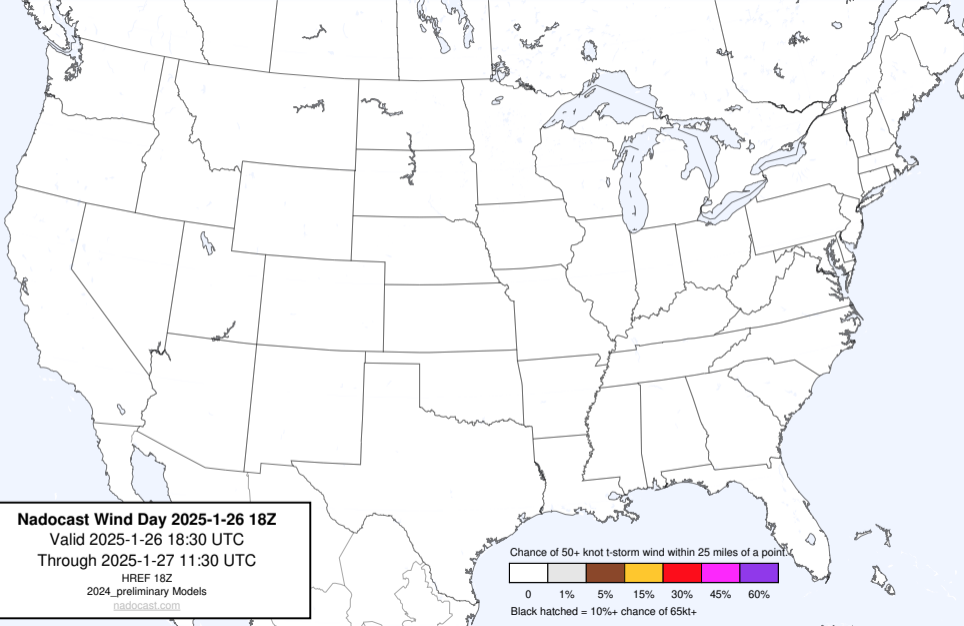 Nadocast Wind Day 2025-1-26 18Z
Valid 2025-1-26 18:30 UTC
Through 2025-1-27 11:30 UTC
HREF 18Z
2024_preliminary Models
nadocast.com
Chance of 50+ knot t-storm wind within 25 miles of a point.
0 1% 5% 15% 30% 45% 60%
Black hatched = 10%+ chance of 65kt+